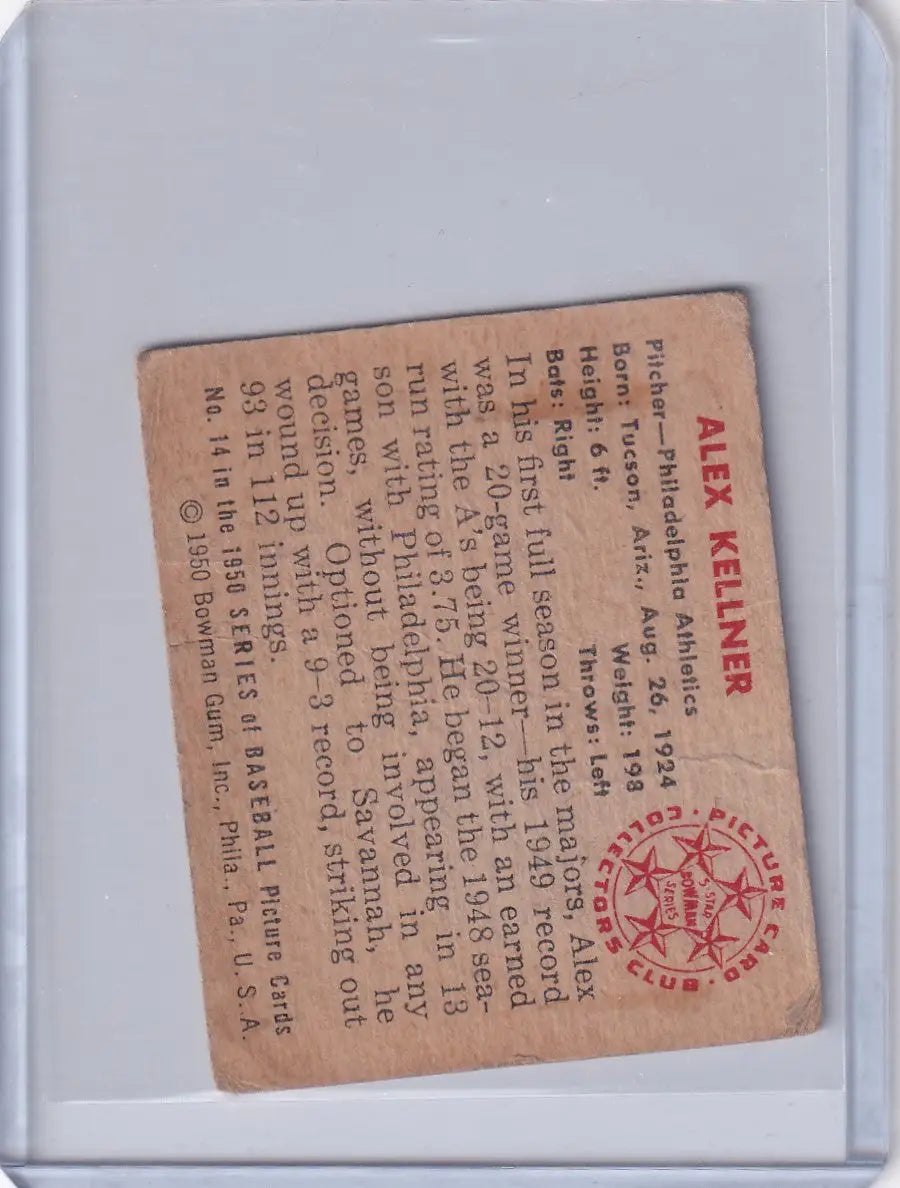 ALEX KELLNER
Pitcher—Philadelphia Athletics
Born: Tucson, Ariz., Aug. 26, 1924
Height: 6 ft. Weight: 198
Bats: Right Throws: Left
In his first full season in the majors, Alex
was a 20-game winner—his 1949 record
with the A's being 20-12, with an earned
run rating of 3.75. He began the 1948 sea-
son with Philadelphia, appearing in 13
games, without being involved in any
decision. Optioned to Savannah, he
wound up with a 9-3 record, striking out
93 in 112 innings.
No. 14 in the 1950 SERIES of BASEBALL Picture Cards
© 1950 Bowman Gum, Inc., Phila., Pa., U. S. A.
PICTURE CARD · COLLECTORS CLUB ·
5-STAR
BOWMAN
SERIES